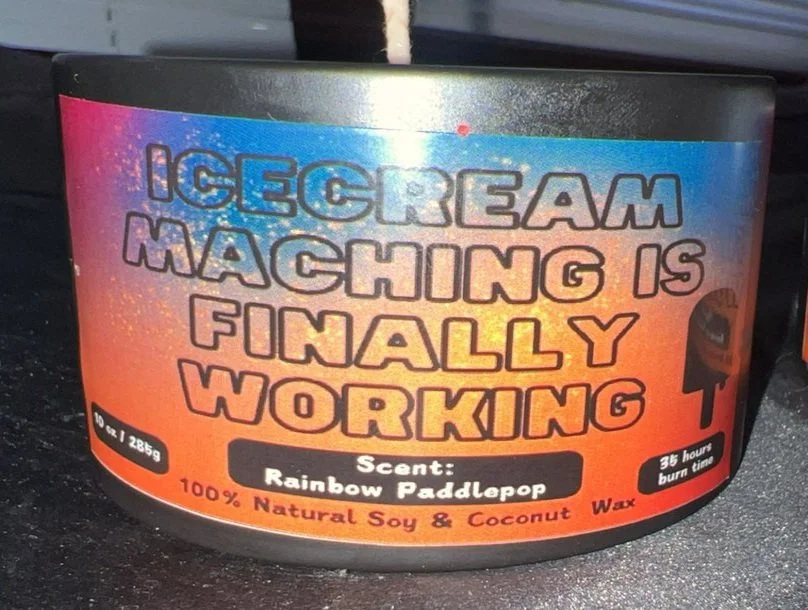 ICECREAM
MACHING IS
FINALLY
WORKING
10 oz / 285g
Scent:
Rainbow Paddlepop
35 hours
burn time
100% Natural Soy & Coconut Wax